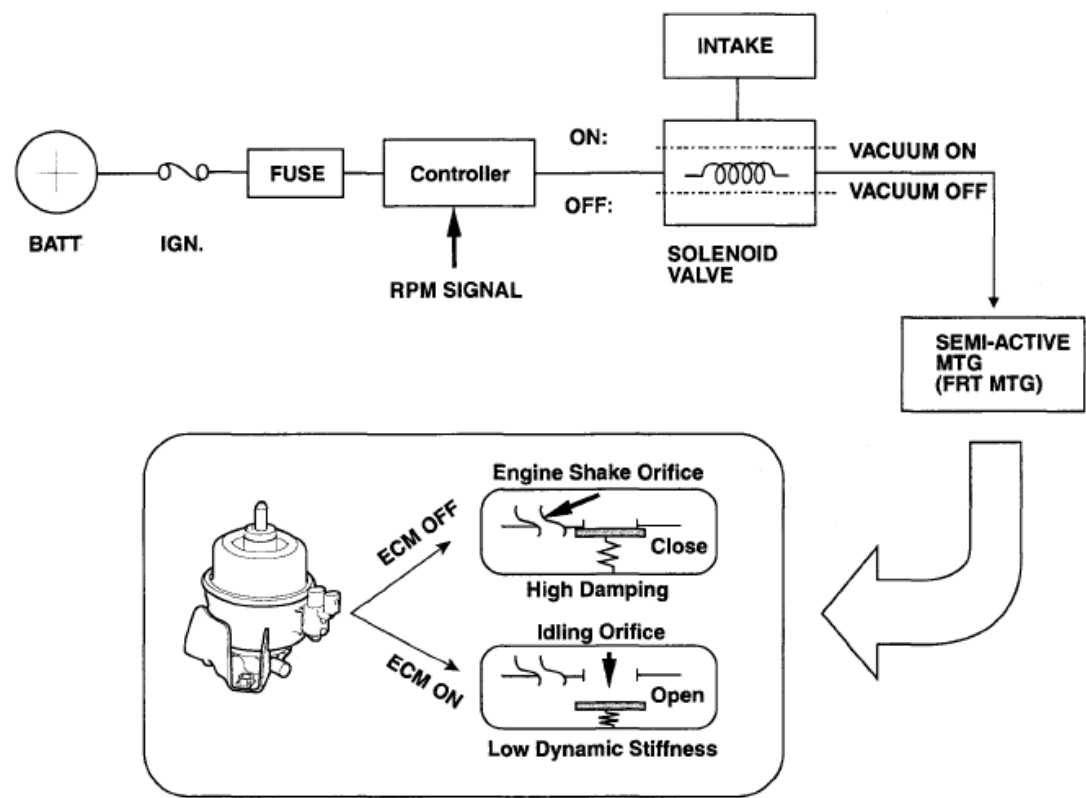 INTAKE
ON:
VACUUM ON
FUSE
Controller
OFF:
VACUUM OFF
BATT
IGN.
SOLENOID
VALVE
RPM SIGNAL
SEMI-ACTIVE
MTG
(FRT MTG)
Engine Shake Orifice
ECM OFF
Close
High Damping
Idling Orifice
ECM ON
Open
Low Dynamic Stiffness